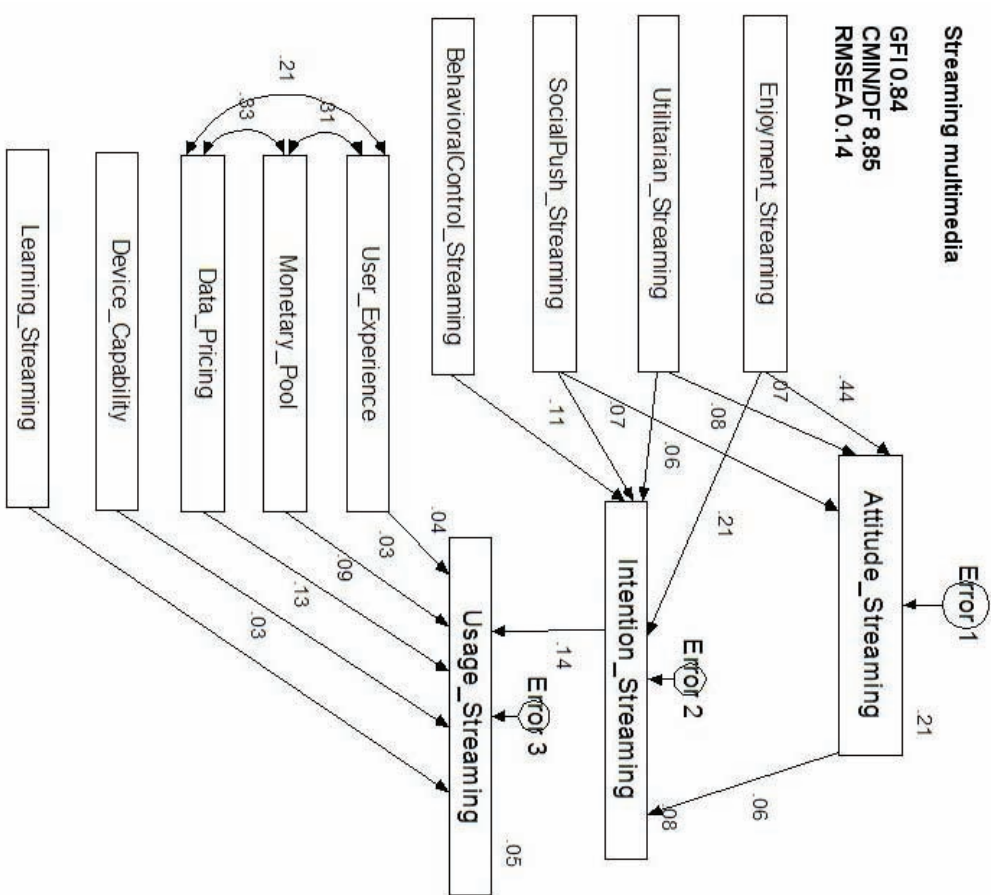 Streaming multimedia
Error 1
GFI 0.84
CMIN/DF 8.85
RMSEA 0.14
.21
Attitude_Streaming
.44
.07
Enjoyment_Streaming
.08
.06
Error 2
.21
.06
.08
Utilitarian_Streaming
.07
Intention_Streaming
SocialPush_Streaming
.11
.14
Error 3
BehavioralControl_Streaming
.05
Usage_Streaming
.04
.03
User_Experience
.31
.09
Monetary_Pool
.21
.33
.13
Data_Pricing
.03
Device_Capability
Learning_Streaming